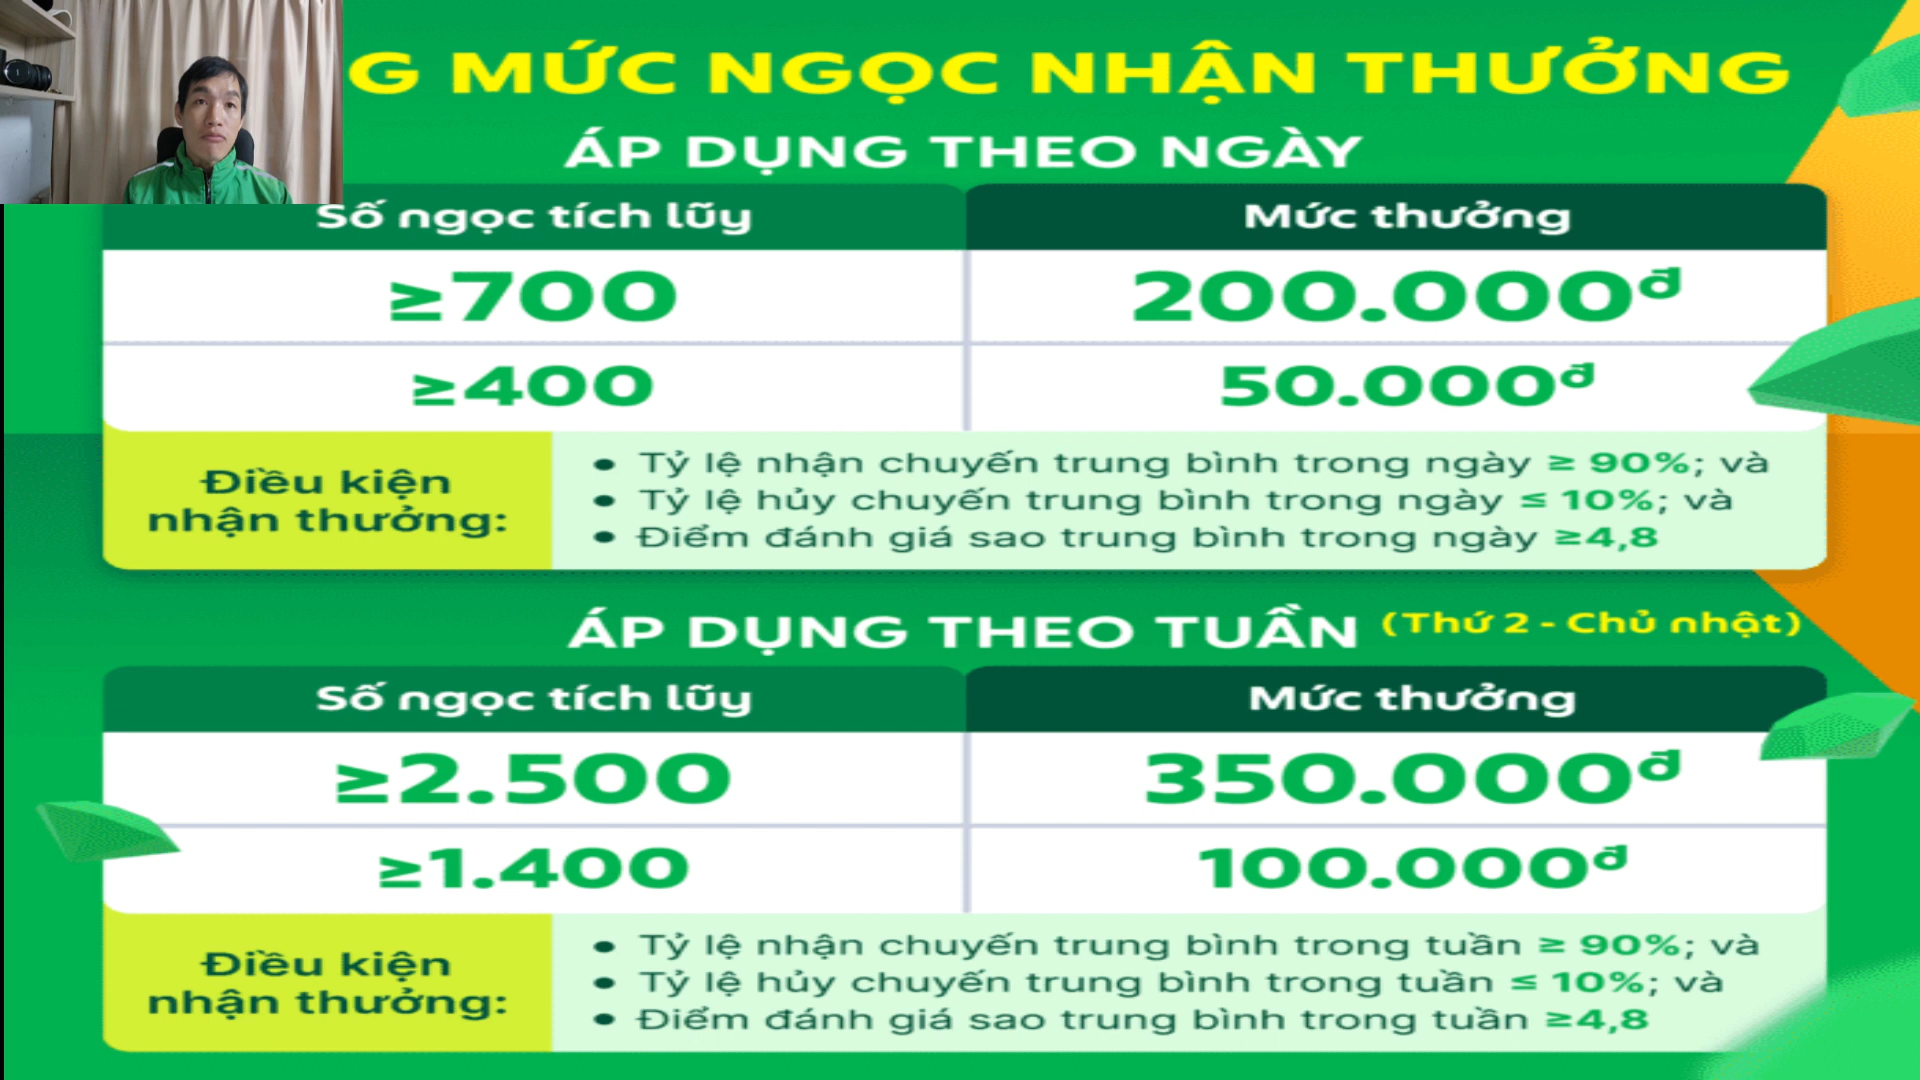 G MỨC NGỌC NHẬN THƯỞNG
ÁP DỤNG THEO NGÀY
Số ngọc tích lũy Mức thưởng
≥700 200.000đ
≥400 50.000đ
Điều kiện
nhận thưởng:
• Tỷ lệ nhận chuyến trung bình trong ngày ≥ 90%; và
• Tỷ lệ hủy chuyến trung bình trong ngày ≤ 10%; và
• Điểm đánh giá sao trung bình trong ngày ≥4,8
ÁP DỤNG THEO TUẦN (Thứ 2 - Chủ nhật)
Số ngọc tích lũy Mức thưởng
≥2.500 350.000đ
≥1.400 100.000đ
Điều kiện
nhận thưởng:
• Tỷ lệ nhận chuyến trung bình trong tuần ≥ 90%; và
• Tỷ lệ hủy chuyến trung bình trong tuần ≤ 10%; và
• Điểm đánh giá sao trung bình trong tuần ≥4,8